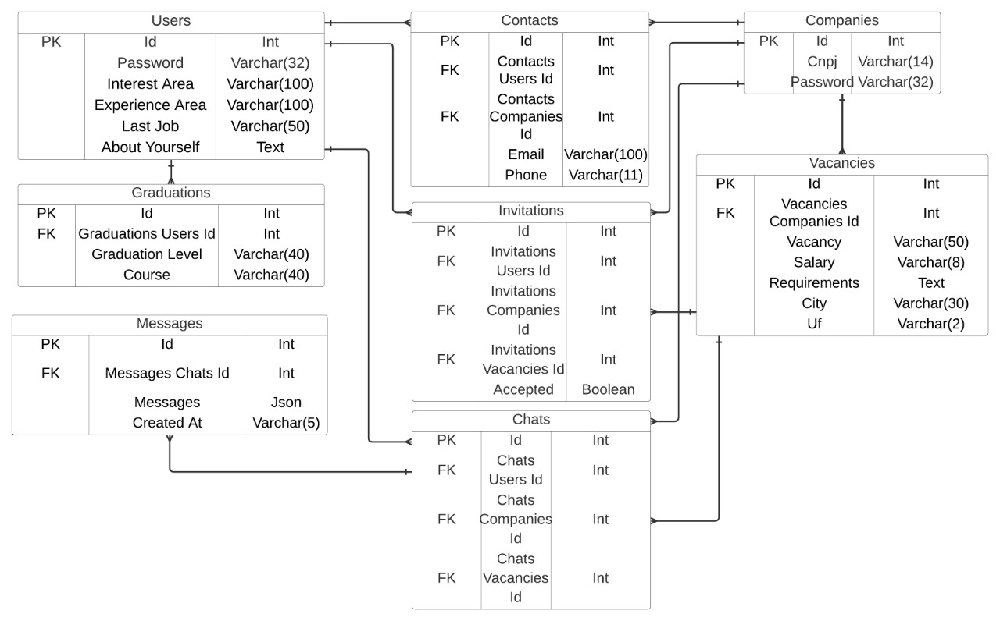 Users
PK Id Int
Password Varchar(32)
Interest Area Varchar(100)
Experience Area Varchar(100)
Last Job Varchar(50)
About Yourself Text
Graduations
PK Id Int
FK Graduations Users Id Int
Graduation Level Varchar(40)
Course Varchar(40)
Messages
PK Id Int
FK Messages Chats Id Int
Messages Json
Created At Varchar(5)
Contacts
PK Id Int
Contacts
FK Users Id Int
Contacts
FK Companies Int
Id
Email Varchar(100)
Phone Varchar(11)
Invitations
PK Id Int
Invitations
FK Users Id Int
Invitations
FK Companies Int
Id
Invitations
FK Vacancies Id Int
Accepted Boolean
Chats
PK Id Int
Chats
FK Users Id Int
Chats
FK Companies Int
Id
Chats
FK Vacancies Int
Id
Companies
PK Id Int
Cnpj Varchar(14)
Password Varchar(32)
Vacancies
PK Id Int
Vacancies
FK Companies Id Int
Vacancy Varchar(50)
Salary Varchar(8)
Requirements Text
City Varchar(30)
Uf Varchar(2)